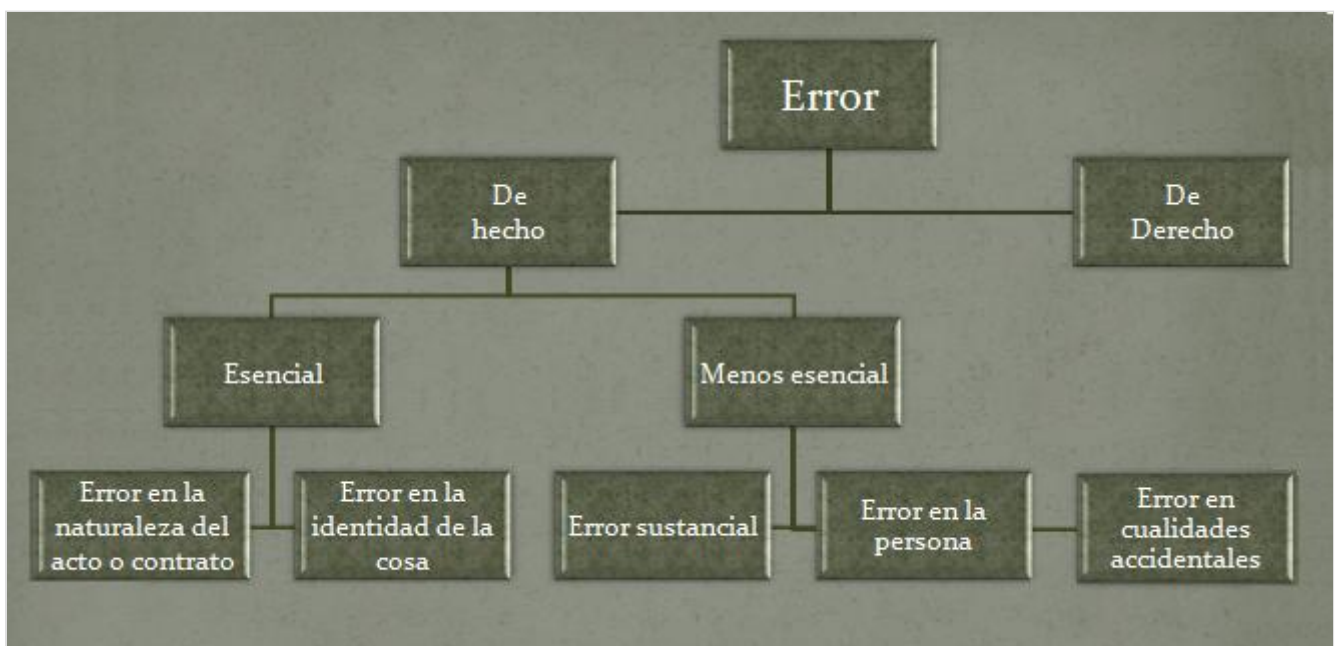 Error
De
hecho
De
Derecho
Esencial
Menos esencial
Error en la
naturaleza del
acto o contrato
Error en la
identidad de la
cosa
Error sustancial
Error en la
persona
Error en
cualidades
accidentales